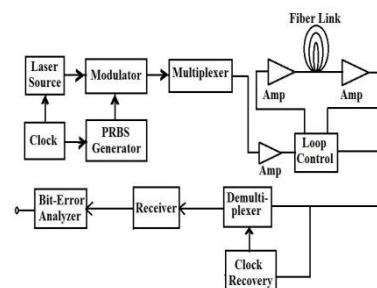 Fiber Link
Laser
Source
Modulator
Multiplexer
Amp
Amp
Clock
PRBS
Generator
Amp
Loop
Control
Bit-Error
Analyzer
Receiver
Demulti-
plexer
Clock
Recovery